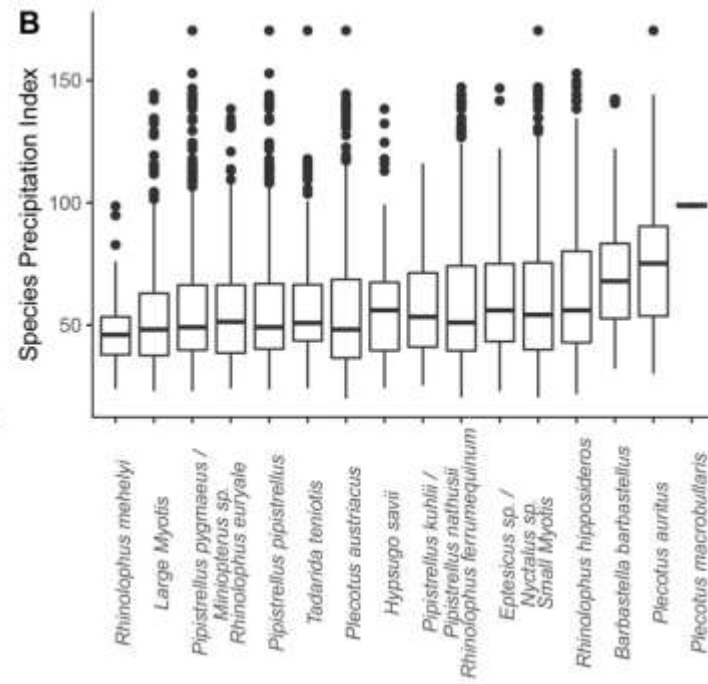 B
Species Precipitation Index
150
100
50
Rhinolophus mehelyi
Large Myotis
Pipistrellus pygmaeus /
Miniopterus sp.
Rhinolophus euryale
Pipistrellus pipistrellus
Tadarida teniotis
Plecotus austriacus
Hypsugo savii
Pipistrellus kuhlii /
Pipistrellus nathusii
Rhinolophus ferrumequinum
Eptesicus sp. /
Nyctalus sp.
Small Myotis
Rhinolophus hipposideros
Barbastella barbastellus
Plecotus auritus
Plecotus macrobullaris